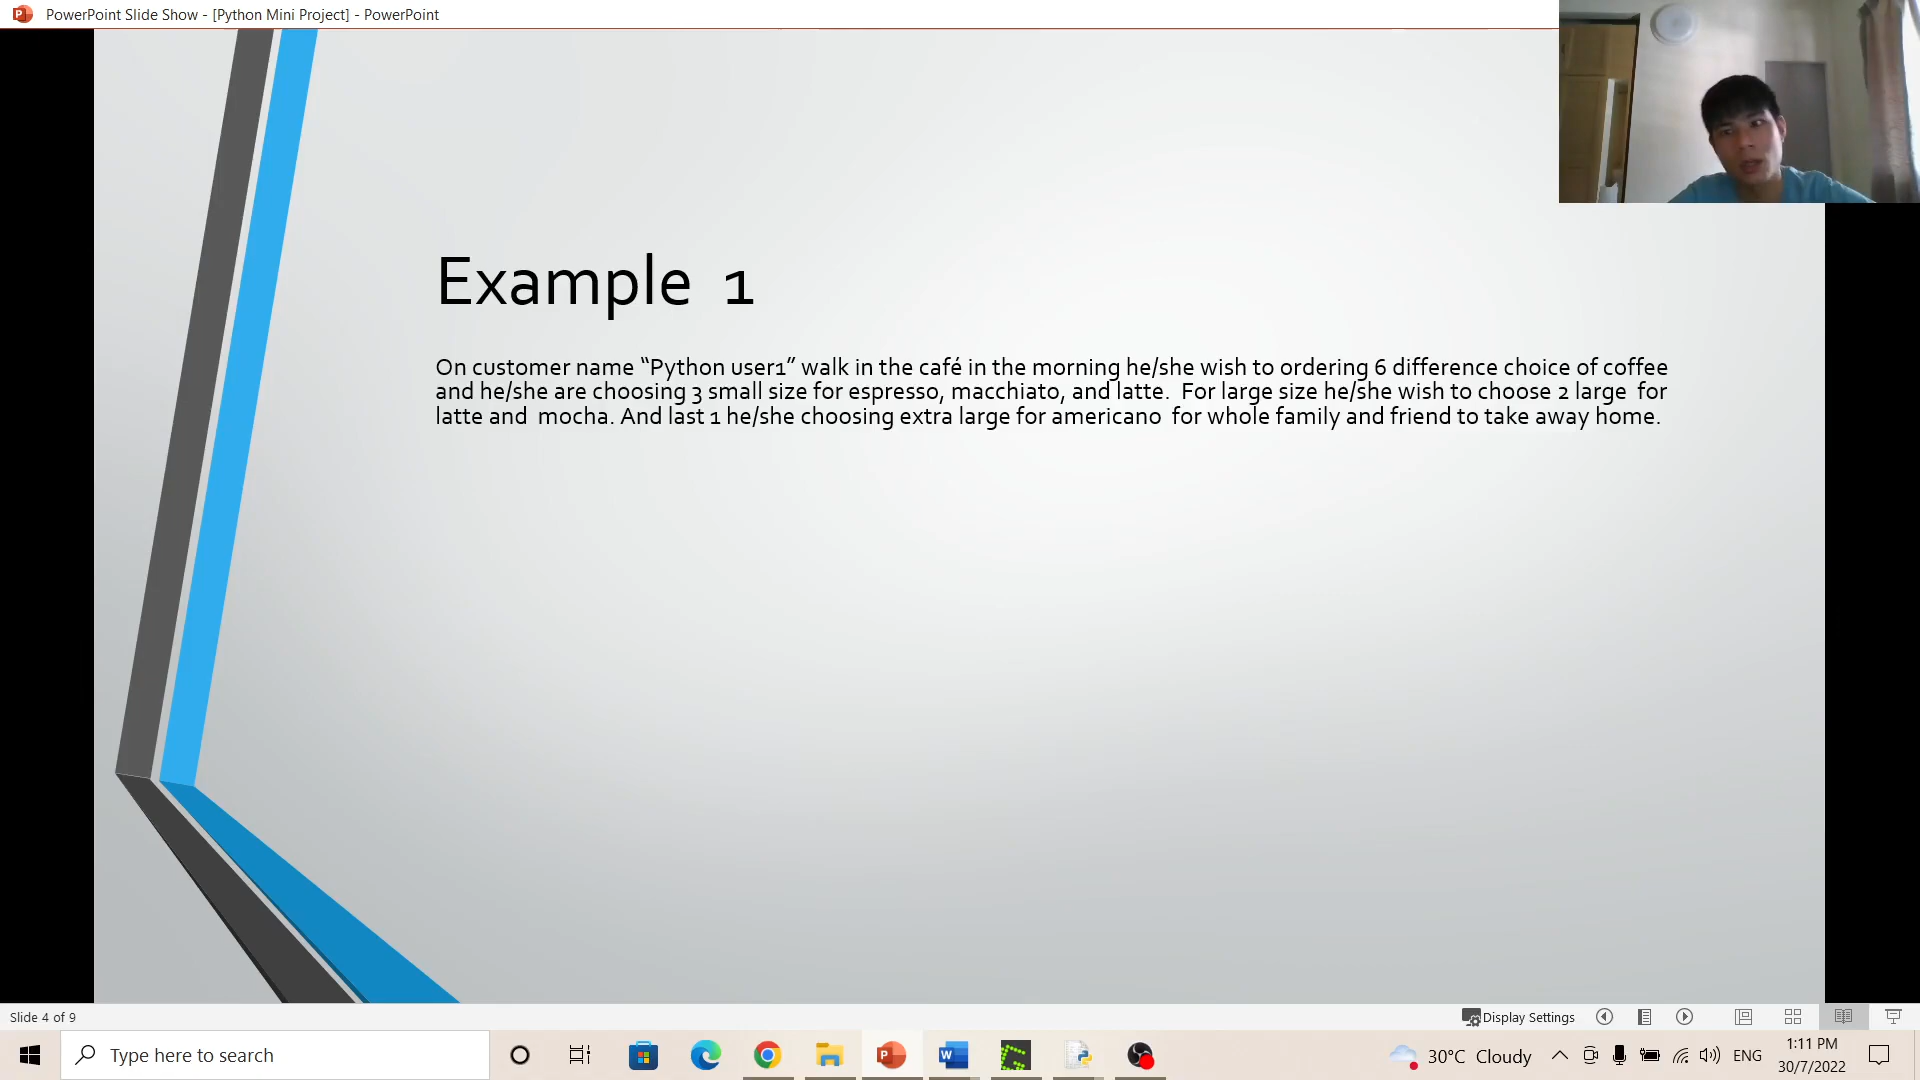 PowerPoint Slide Show - [Python Mini Project] - PowerPoint
Example 1
On customer name “Python user1” walk in the café in the morning he/she wish to ordering 6 difference choice of coffee
and he/she are choosing 3 small size for espresso, macchiato, and latte. For large size he/she wish to choose 2 large for
latte and mocha. And last 1 he/she choosing extra large for americano for whole family and friend to take away home.
Slide 4 of 9
Display Settings
Type here to search
30°C Cloudy
ENG
1:11 PM
30/7/2022